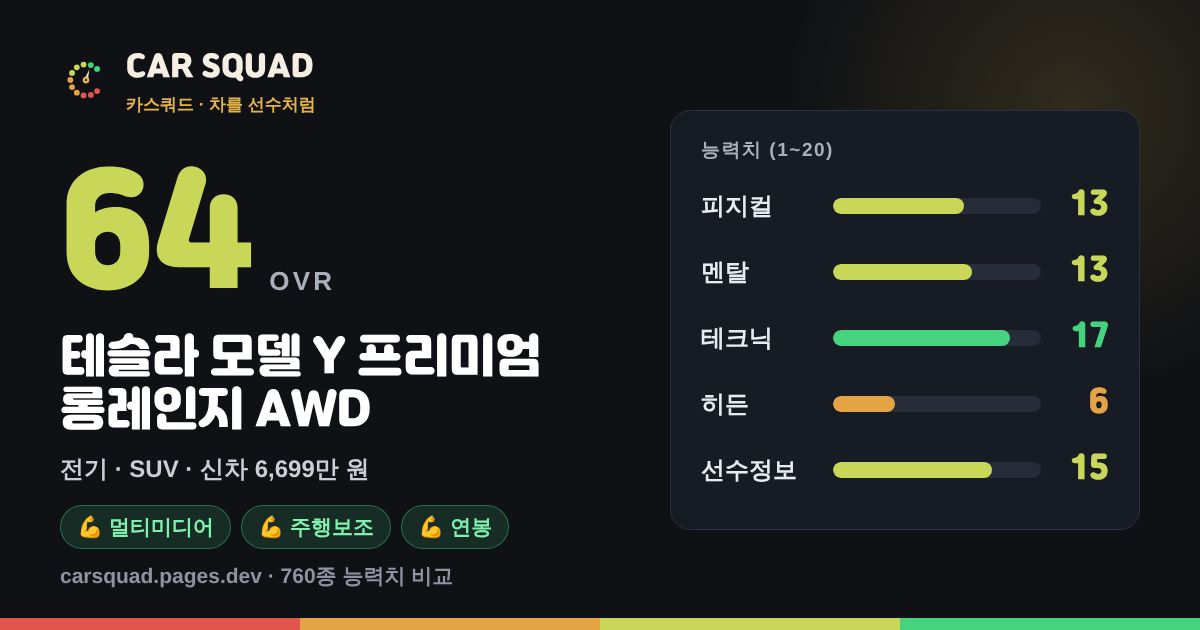 CAR SQUAD
카스쿼드 · 차를 선수처럼
64 OVR
테슬라 모델 Y 프리미엄
롱레인지 AWD
전기 · SUV · 신차 6,699만 원
💪 멀티미디어 💪 주행보조 💪 연봉
carsquad.pages.dev · 760종 능력치 비교
능력치 (1~20)
피지컬 13
멘탈 13
테크닉 17
히든 6
선수정보 15